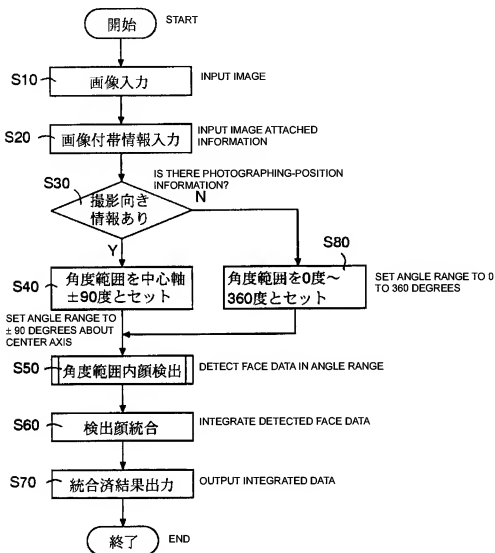 開始
START
S10
画像入力
INPUT IMAGE
S20
画像付帯情報入力
INPUT IMAGE ATTACHED
INFORMATION
S30
IS THERE PHOTOGRAPHING-POSITION
INFORMATION?
撮影向き
情報あり
N
Y
S40
角度範囲を中心軸
±90度とセット
SET ANGLE RANGE TO
± 90 DEGREES ABOUT
CENTER AXIS
S80
角度範囲を0度～
360度とセット
SET ANGLE RANGE TO 0
TO 360 DEGREES
S50
角度範囲内顔検出
DETECT FACE DATA IN ANGLE RANGE
S60
検出顔統合
INTEGRATE DETECTED FACE DATA
S70
統合済結果出力
OUTPUT INTEGRATED DATA
終了
END